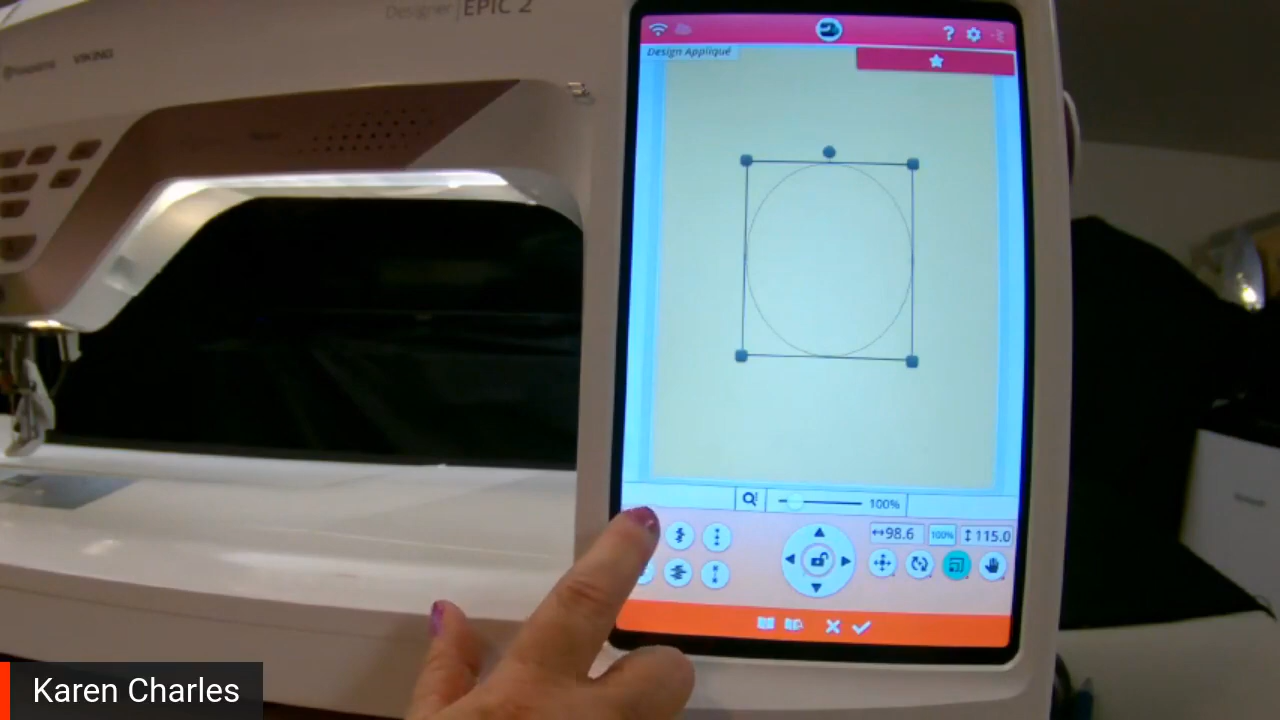 Designer EPIC 2
VIKING
?
Design Appliqué
100%
98.6
100%
115.0
Karen Charles